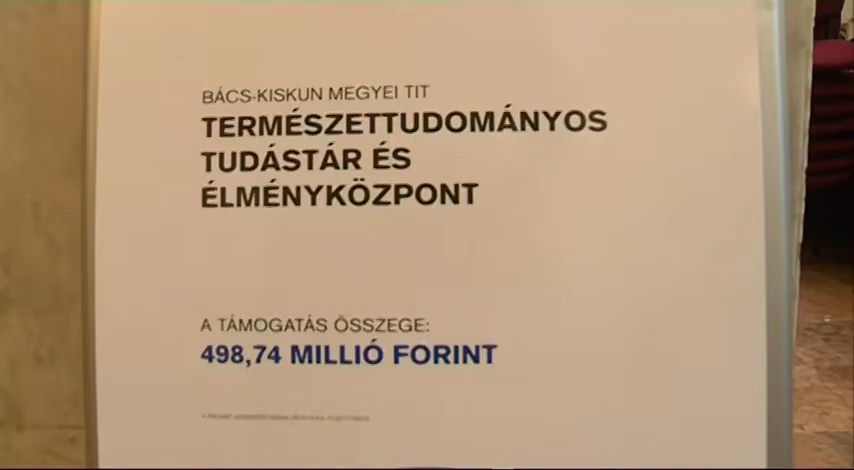 BÁCS-KISKUN MEGYEI TIT
TERMÉSZETTUDOMÁNYOS
TUDÁSTÁR ÉS
ÉLMÉNYKÖZPONT
A TÁMOGATÁS ÖSSZEGE:
498,74 MILLIÓ FORINT